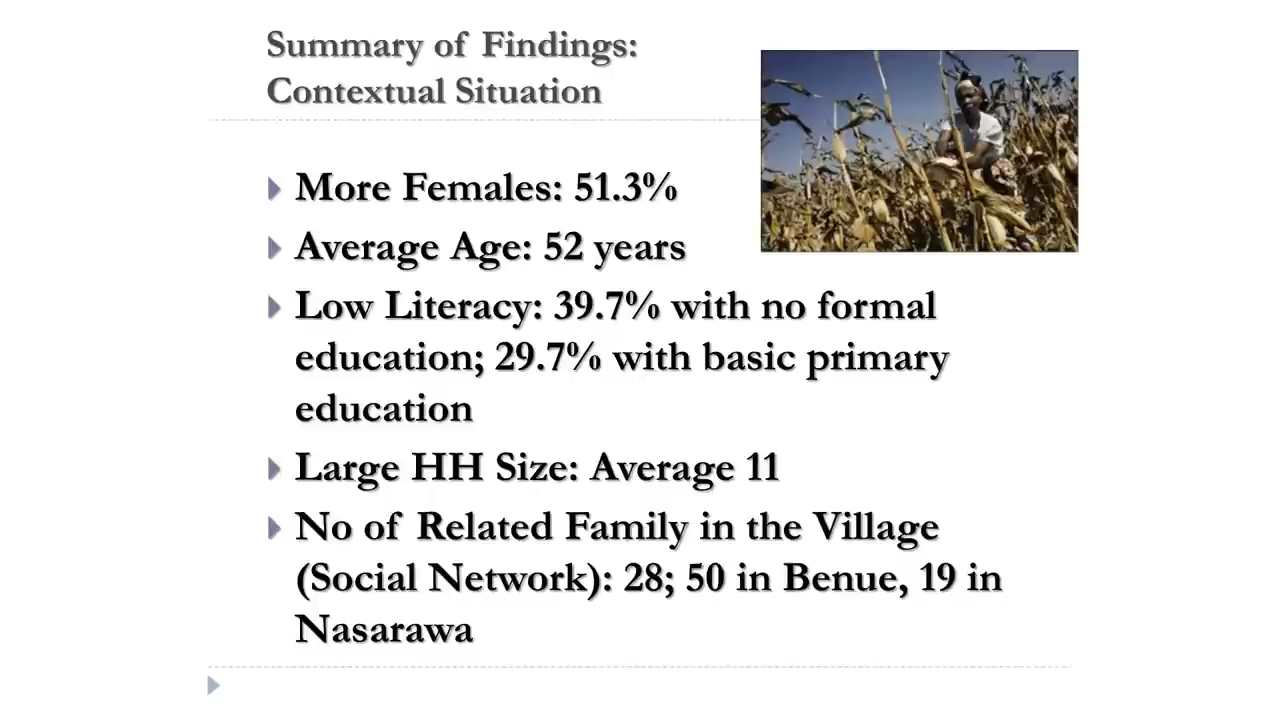 Summary of Findings:
Contextual Situation
More Females: 51.3%
Average Age: 52 years
Low Literacy: 39.7% with no formal
education; 29.7% with basic primary
education
Large HH Size: Average 11
No of Related Family in the Village
(Social Network): 28; 50 in Benue, 19 in
Nasarawa